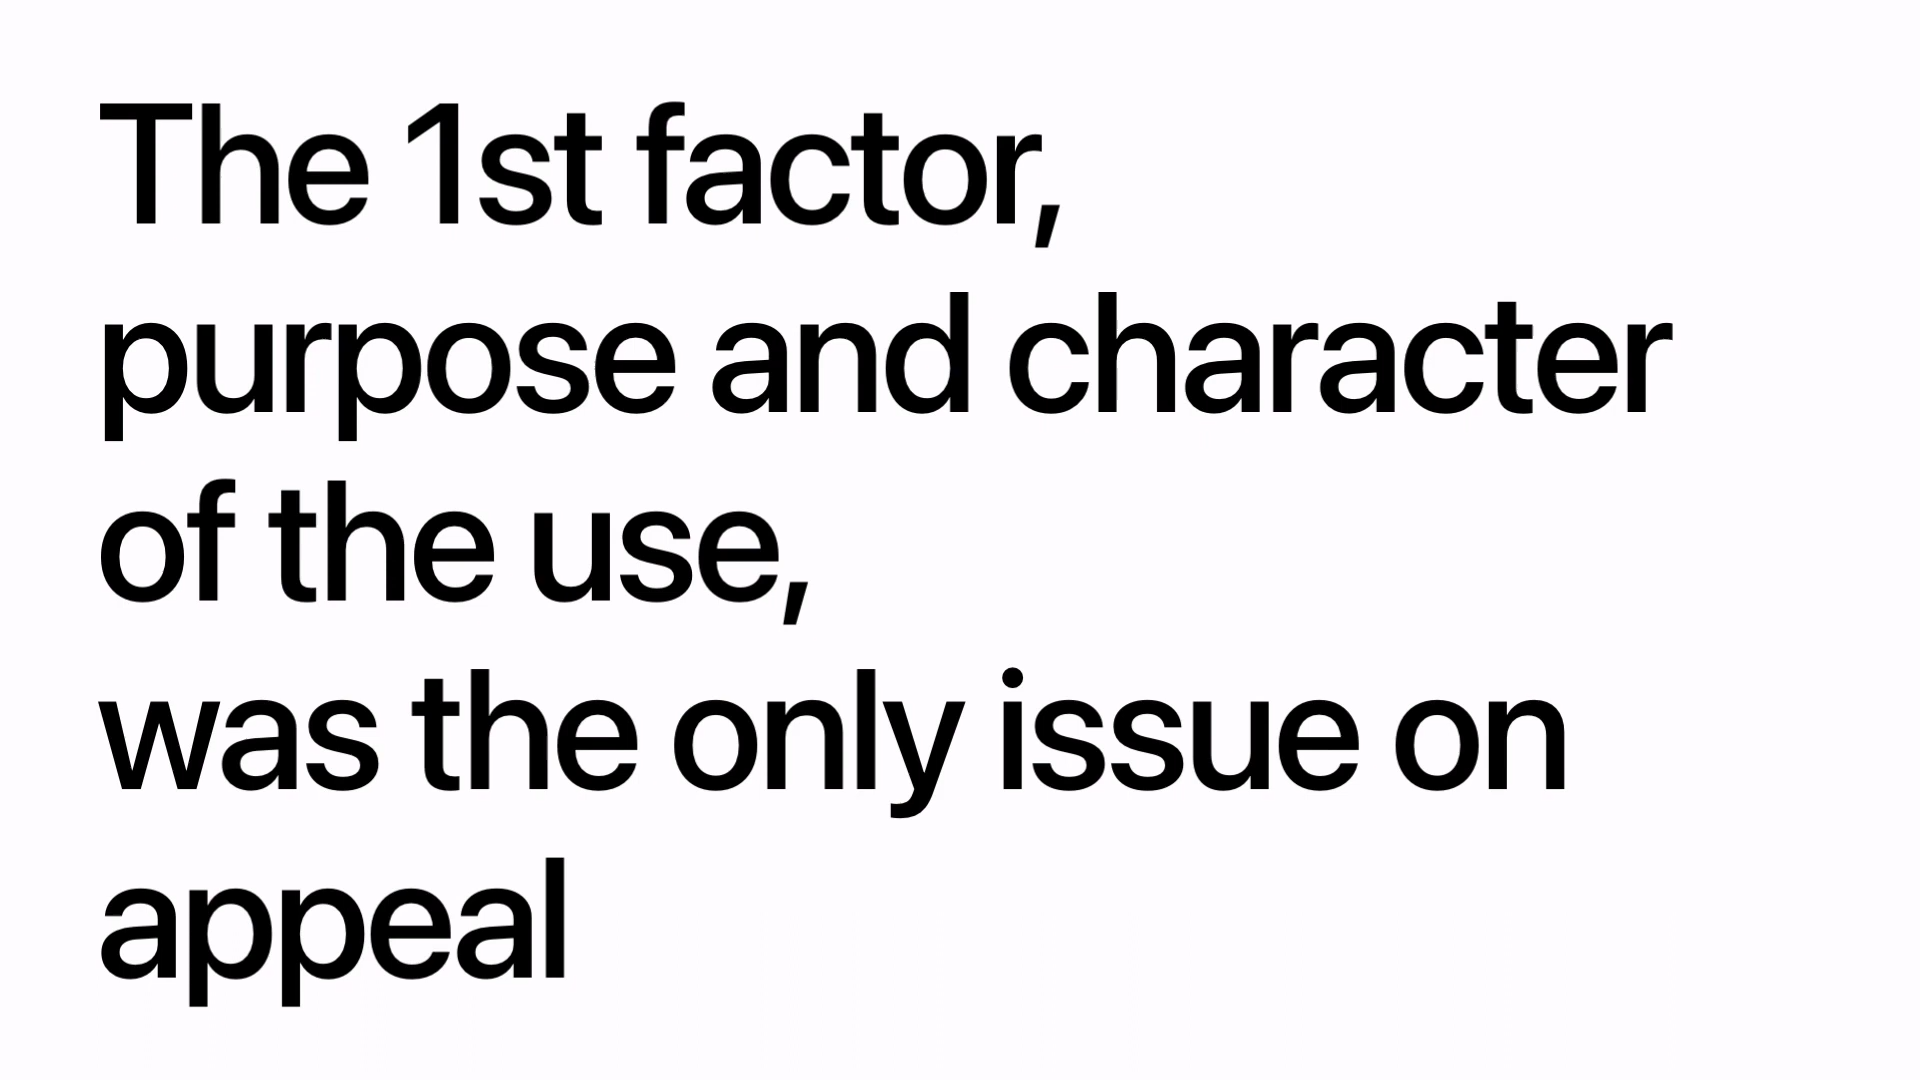 The 1st factor,
purpose and character
of the use,
was the only issue on
appeal